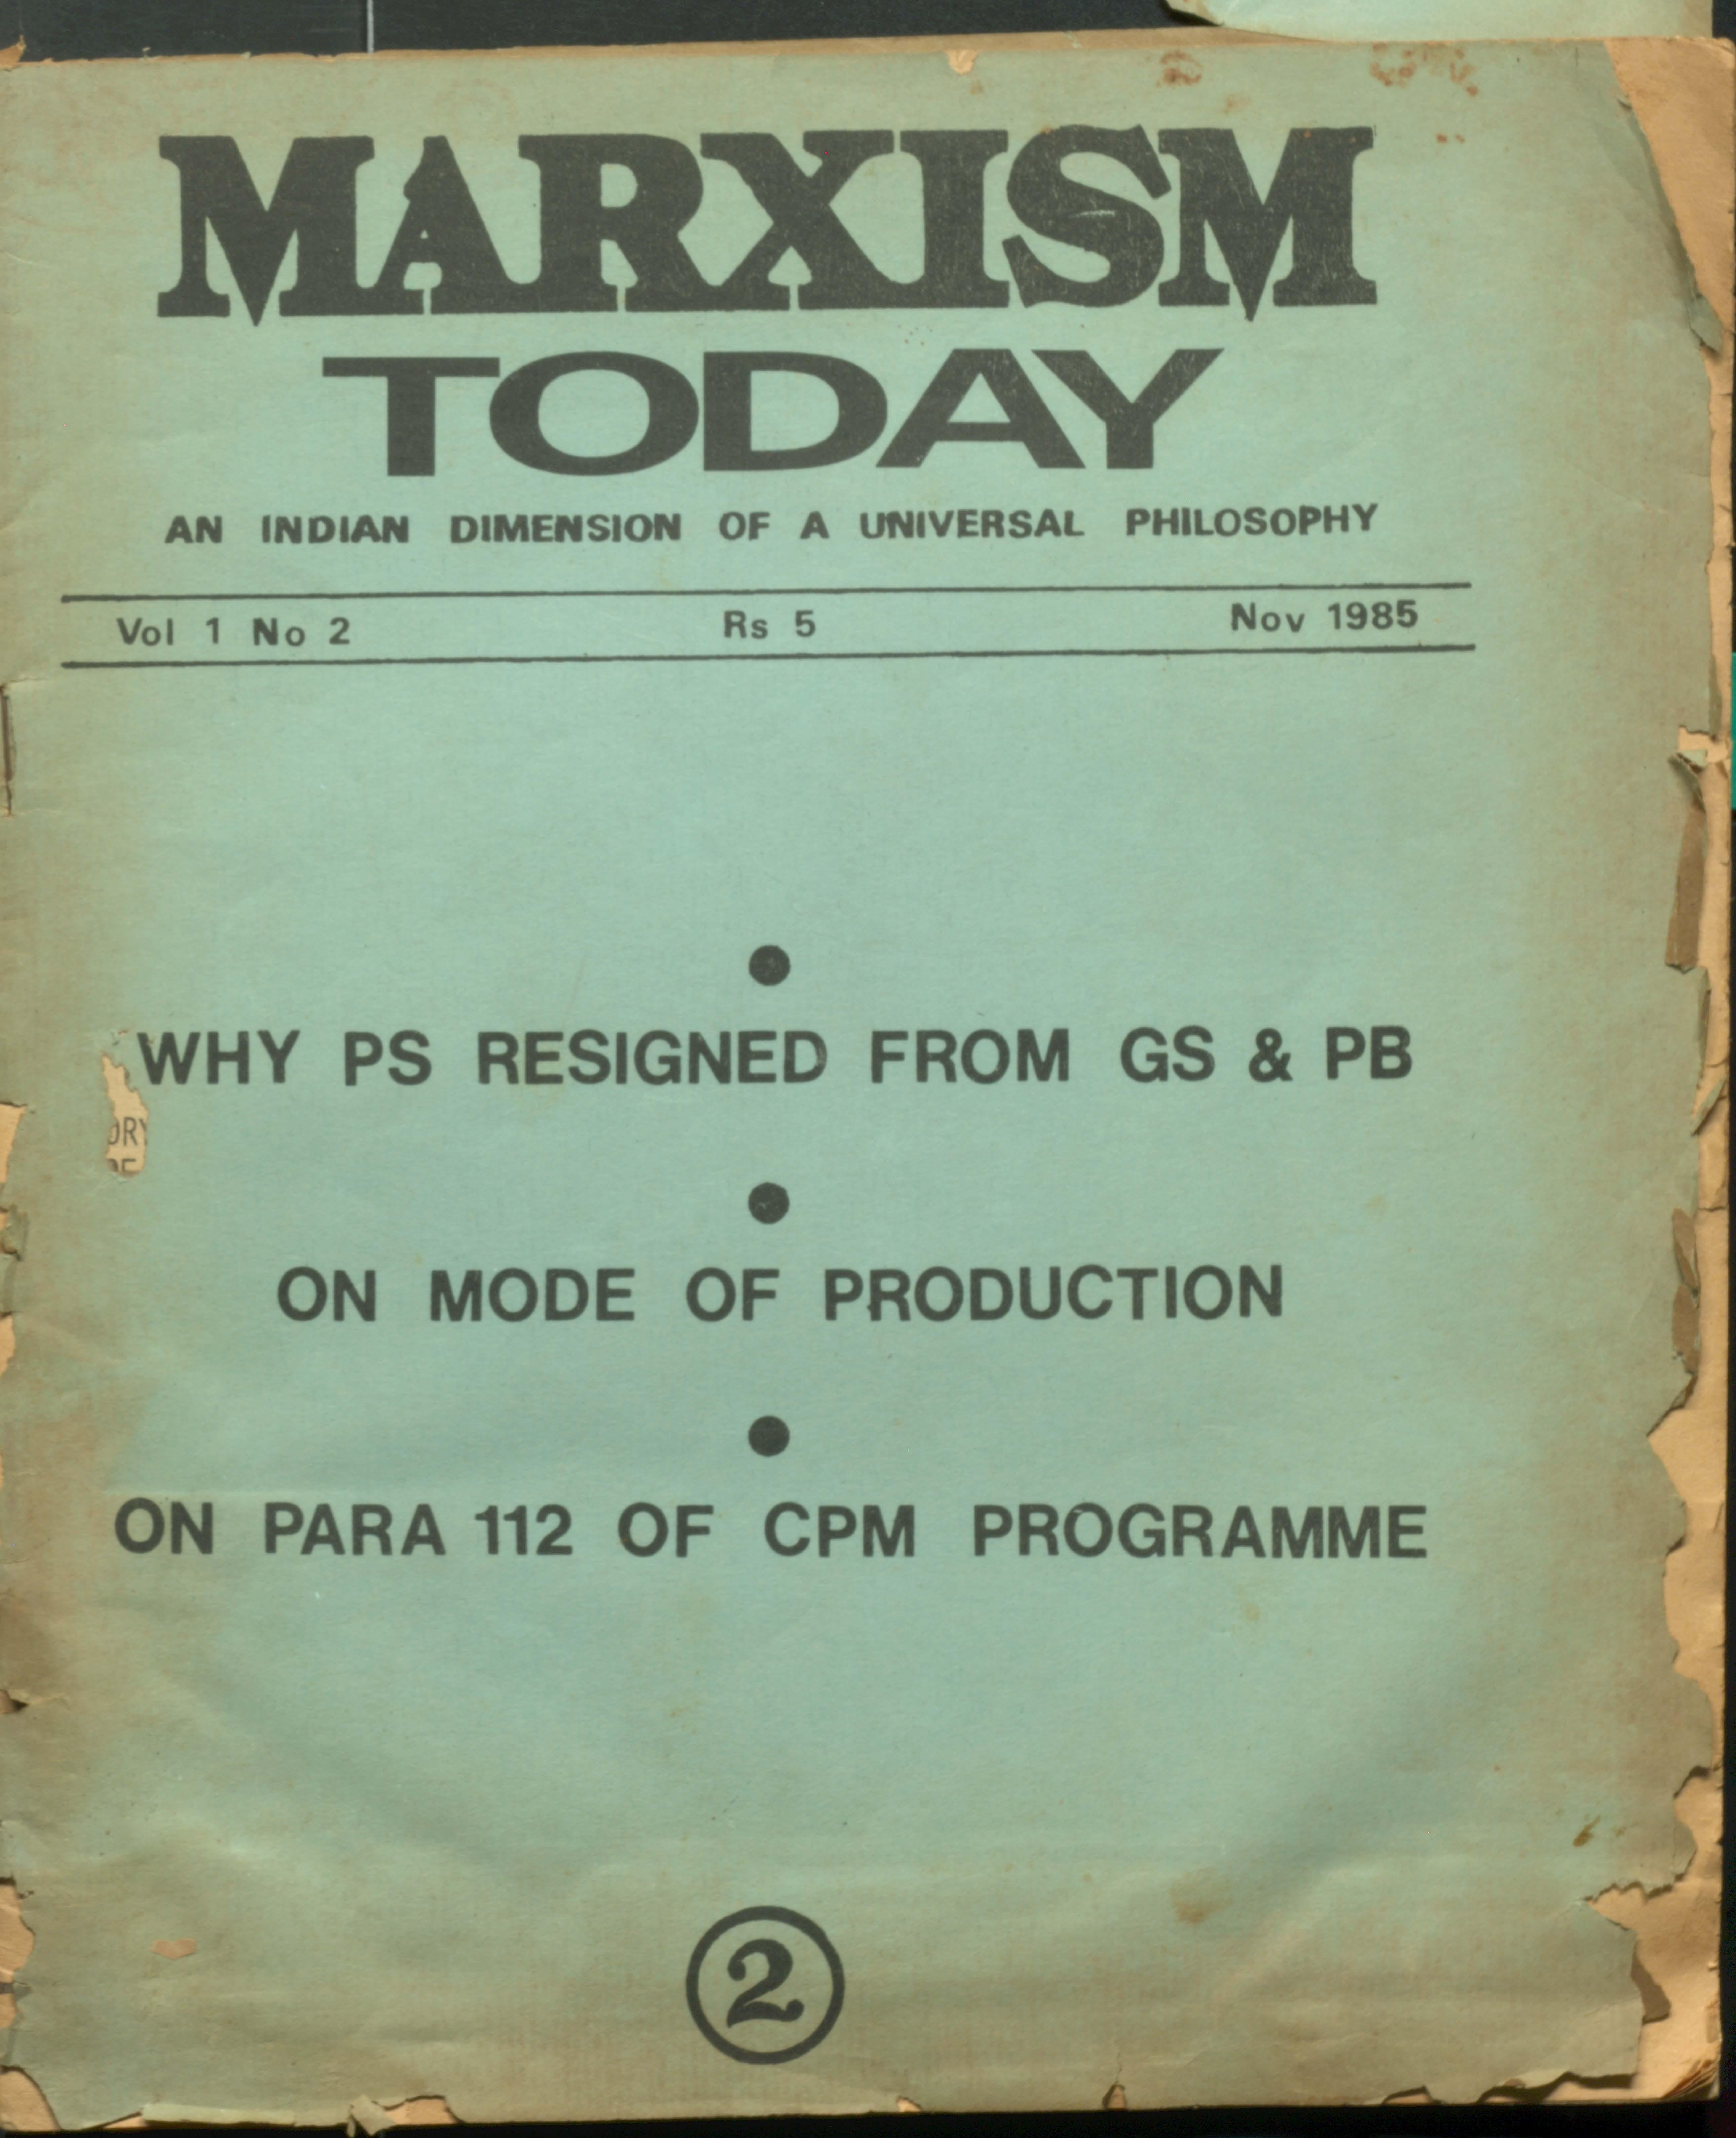 MARXISM
TODAY
AN INDIAN DIMENSION OF A UNIVERSAL PHILOSOPHY
Vol 1 No 2 Rs 5 Nov 1985
●
WHY PS RESIGNED FROM GS & PB
●
ON MODE OF PRODUCTION
●
ON PARA 112 OF CPM PROGRAMME
2